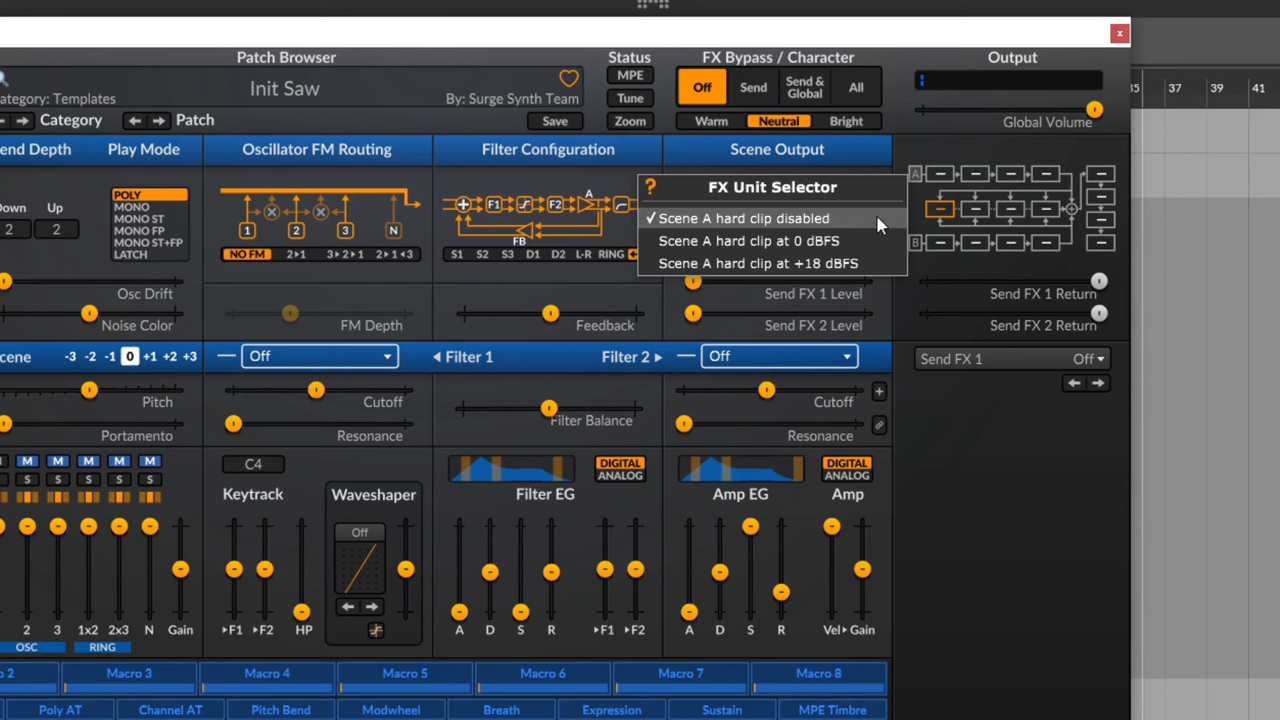 Patch Browser
Status
FX Bypass / Character
Output
Init Saw
MPE
Off
Send
Send & Global
All
ategory: Templates
By: Surge Synth Team
Tune
35 37 39 41
Category
Patch
Save
Zoom
Warm
Neutral
Bright
Global Volume
end Depth
Play Mode
Oscillator FM Routing
Filter Configuration
Scene Output
FX Unit Selector
?
✓ Scene A hard clip disabled
Scene A hard clip at 0 dBFS
Scene A hard clip at +18 dBFS
own
Up
2
2
POLY
MONO
MONO ST
MONO FP
MONO ST+FP
LATCH
1 2 3 N
NO FM
2▸1
3▸2▸1
2▸1◂3
F1
F2
A
FB
S1 S2 S3 D1 D2 L-R RING
A
B
Osc Drift
Noise Color
FM Depth
Feedback
Send FX 1 Level
Send FX 2 Level
Send FX 1 Return
Send FX 2 Return
cene
-3 -2 -1 0 +1 +2 +3
Off
Filter 1
Filter 2
Off
Send FX 1
Off
Pitch
Portamento
Cutoff
Resonance
Filter Balance
Cutoff
Resonance
M M M M M
S S S S
C4
Keytrack
Waveshaper
Off
DIGITAL
ANALOG
Filter EG
DIGITAL
ANALOG
Amp EG
Amp
2 3 1x2 2x3 N Gain
OSC
RING
▸F1 ▸F2 HP
A D S R ▸F1 ▸F2
A D S R Vel▸Gain
o 2
Macro 3
Macro 4
Macro 5
Macro 6
Macro 7
Macro 8
Poly AT
Channel AT
Pitch Bend
Modwheel
Breath
Expression
Sustain
MPE Timbre